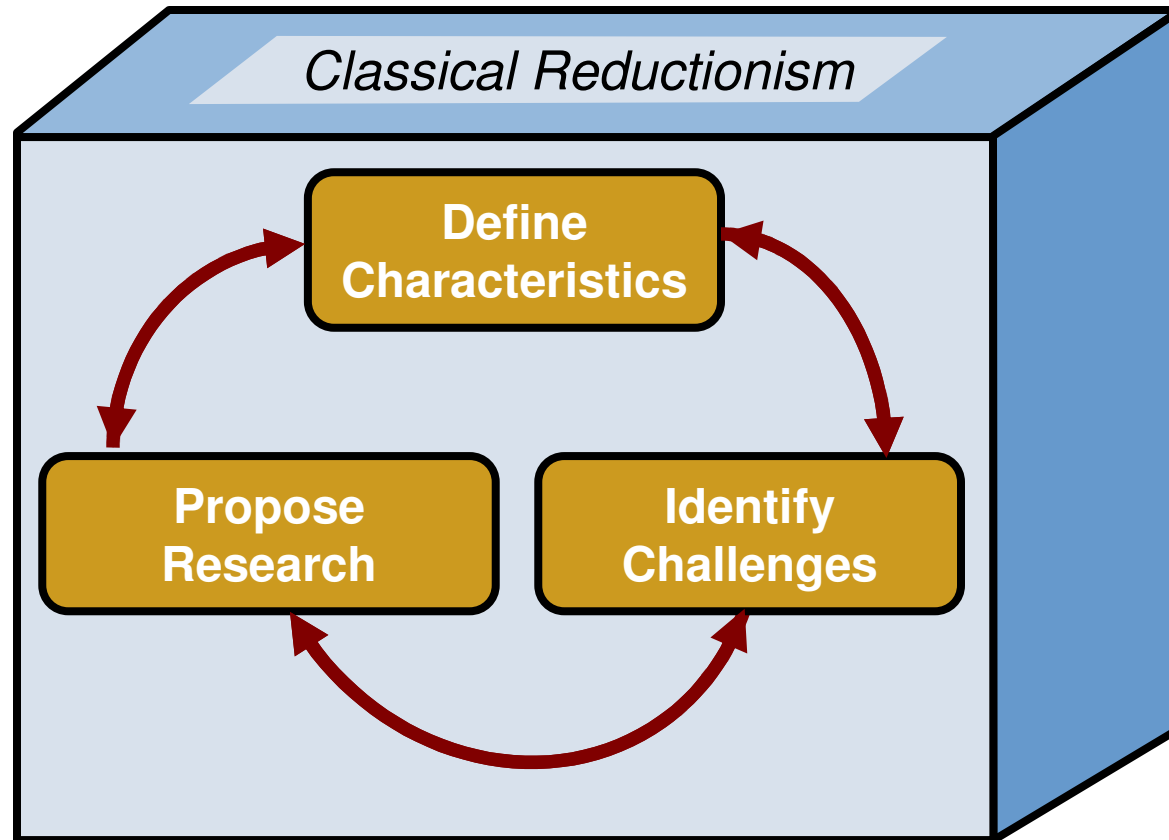 Classical Reductionism
Define
Characteristics
Propose
Research
Identify
Challenges